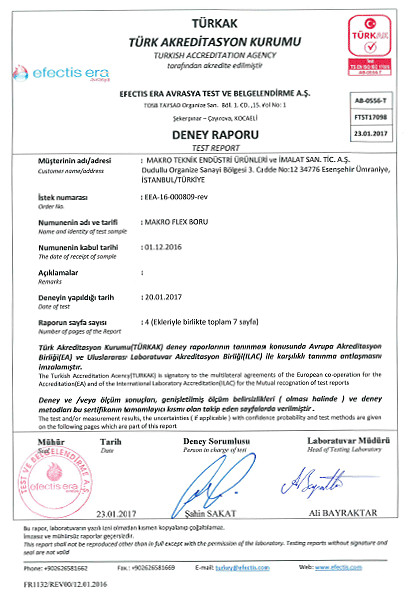 TÜRKAK
TÜRK AKREDİTASYON KURUMU
TURKISH ACCREDITATION AGENCY
tarafından akredite edilmiştir
TÜRKAK
Test
AB-0556-T
efectis era
avrasya
EFECTIS ERA AVRASYA TEST VE BELGELENDİRME A.Ş.
TOSB TAYSAD Organize San. Böl. 1. CD.,15.Yol No: 1
Şekerpınar – Çayırova, KOCAELİ
AB-0556-T
FTST17098
23.01.2017
DENEY RAPORU
TEST REPORT
Müşterinin adı/adresi : MAKRO TEKNİK ENDÜSTRİ ÜRÜNLERİ ve İMALAT SAN. TİC. A.Ş.
Customer name/address Dudullu Organize Sanayi Bölgesi 3. Cadde No:12 34776 Esenşehir Ümraniye,
İSTANBUL/TÜRKİYE
İstek numarası : EEA-16-000809-rev
Order No.
Numunenin adı ve tarifi : MAKRO FLEX BORU
Name and identity of test sample
Numunenin kabul tarihi : 01.12.2016
The date of receipt of sample
Açıklamalar :
Remarks
Deneyin yapıldığı tarih : 20.01.2017
Date of test
Raporun sayfa sayısı : 4 (Ekleriyle birlikte toplam 7 sayfa)
Number of pages of the Report
Türk Akreditasyon Kurumu(TÜRKAK) deney raporlarının tanınması konusunda Avrupa Akreditasyon
Birliği(EA) ve Uluslararası Laboratuvar Akreditasyon Birliği(ILAC) ile karşılıklı tanınma antlaşmasını
imzalamıştır.
The Turkish Accreditation Agency(TURKAK) is signatory to the multilateral agreements of the European co-operation for the
Accreditation(EA) and of the International Laboratory Accreditation(ILAC) for the Mutual recognition of test reports
Deney ve /veya ölçüm sonuçları, genişletilmiş ölçüm belirsizlikleri ( olması halinde ) ve deney
metodları bu sertifikanın tamamlayıcı kısmı olan takip eden sayfalarda verilmiştir .
The test and/or measurement results, the uncertainties ( if applicable ) with confidence probability and test methods are given
on the following pages which are part of this report
Mühür Tarih Deney Sorumlusu Laboratuvar Müdürü
Seal Date Person in charge of test Head of Testing Laboratory
TEST VE BELGELENDİRME A.Ş.
efectis era
avrasya
23.01.2017 Şahin SAKAT Ali BAYRAKTAR
Bu rapor, laboratuvarın yazılı izni olmadan kısmen kopyalanıp çoğaltılamaz.
İmzasız ve mühürsüz raporlar geçersizdir.
This report shall not be reproduced other than in full except with the permission of the laboratory. Testing reports without signature and
seal are not valid
Phone: +902626581662 Fax.: +902626581669 E-mail: turkey@efectis.com Web: www.efectis.com
FR1132/REV00/12.01.2016